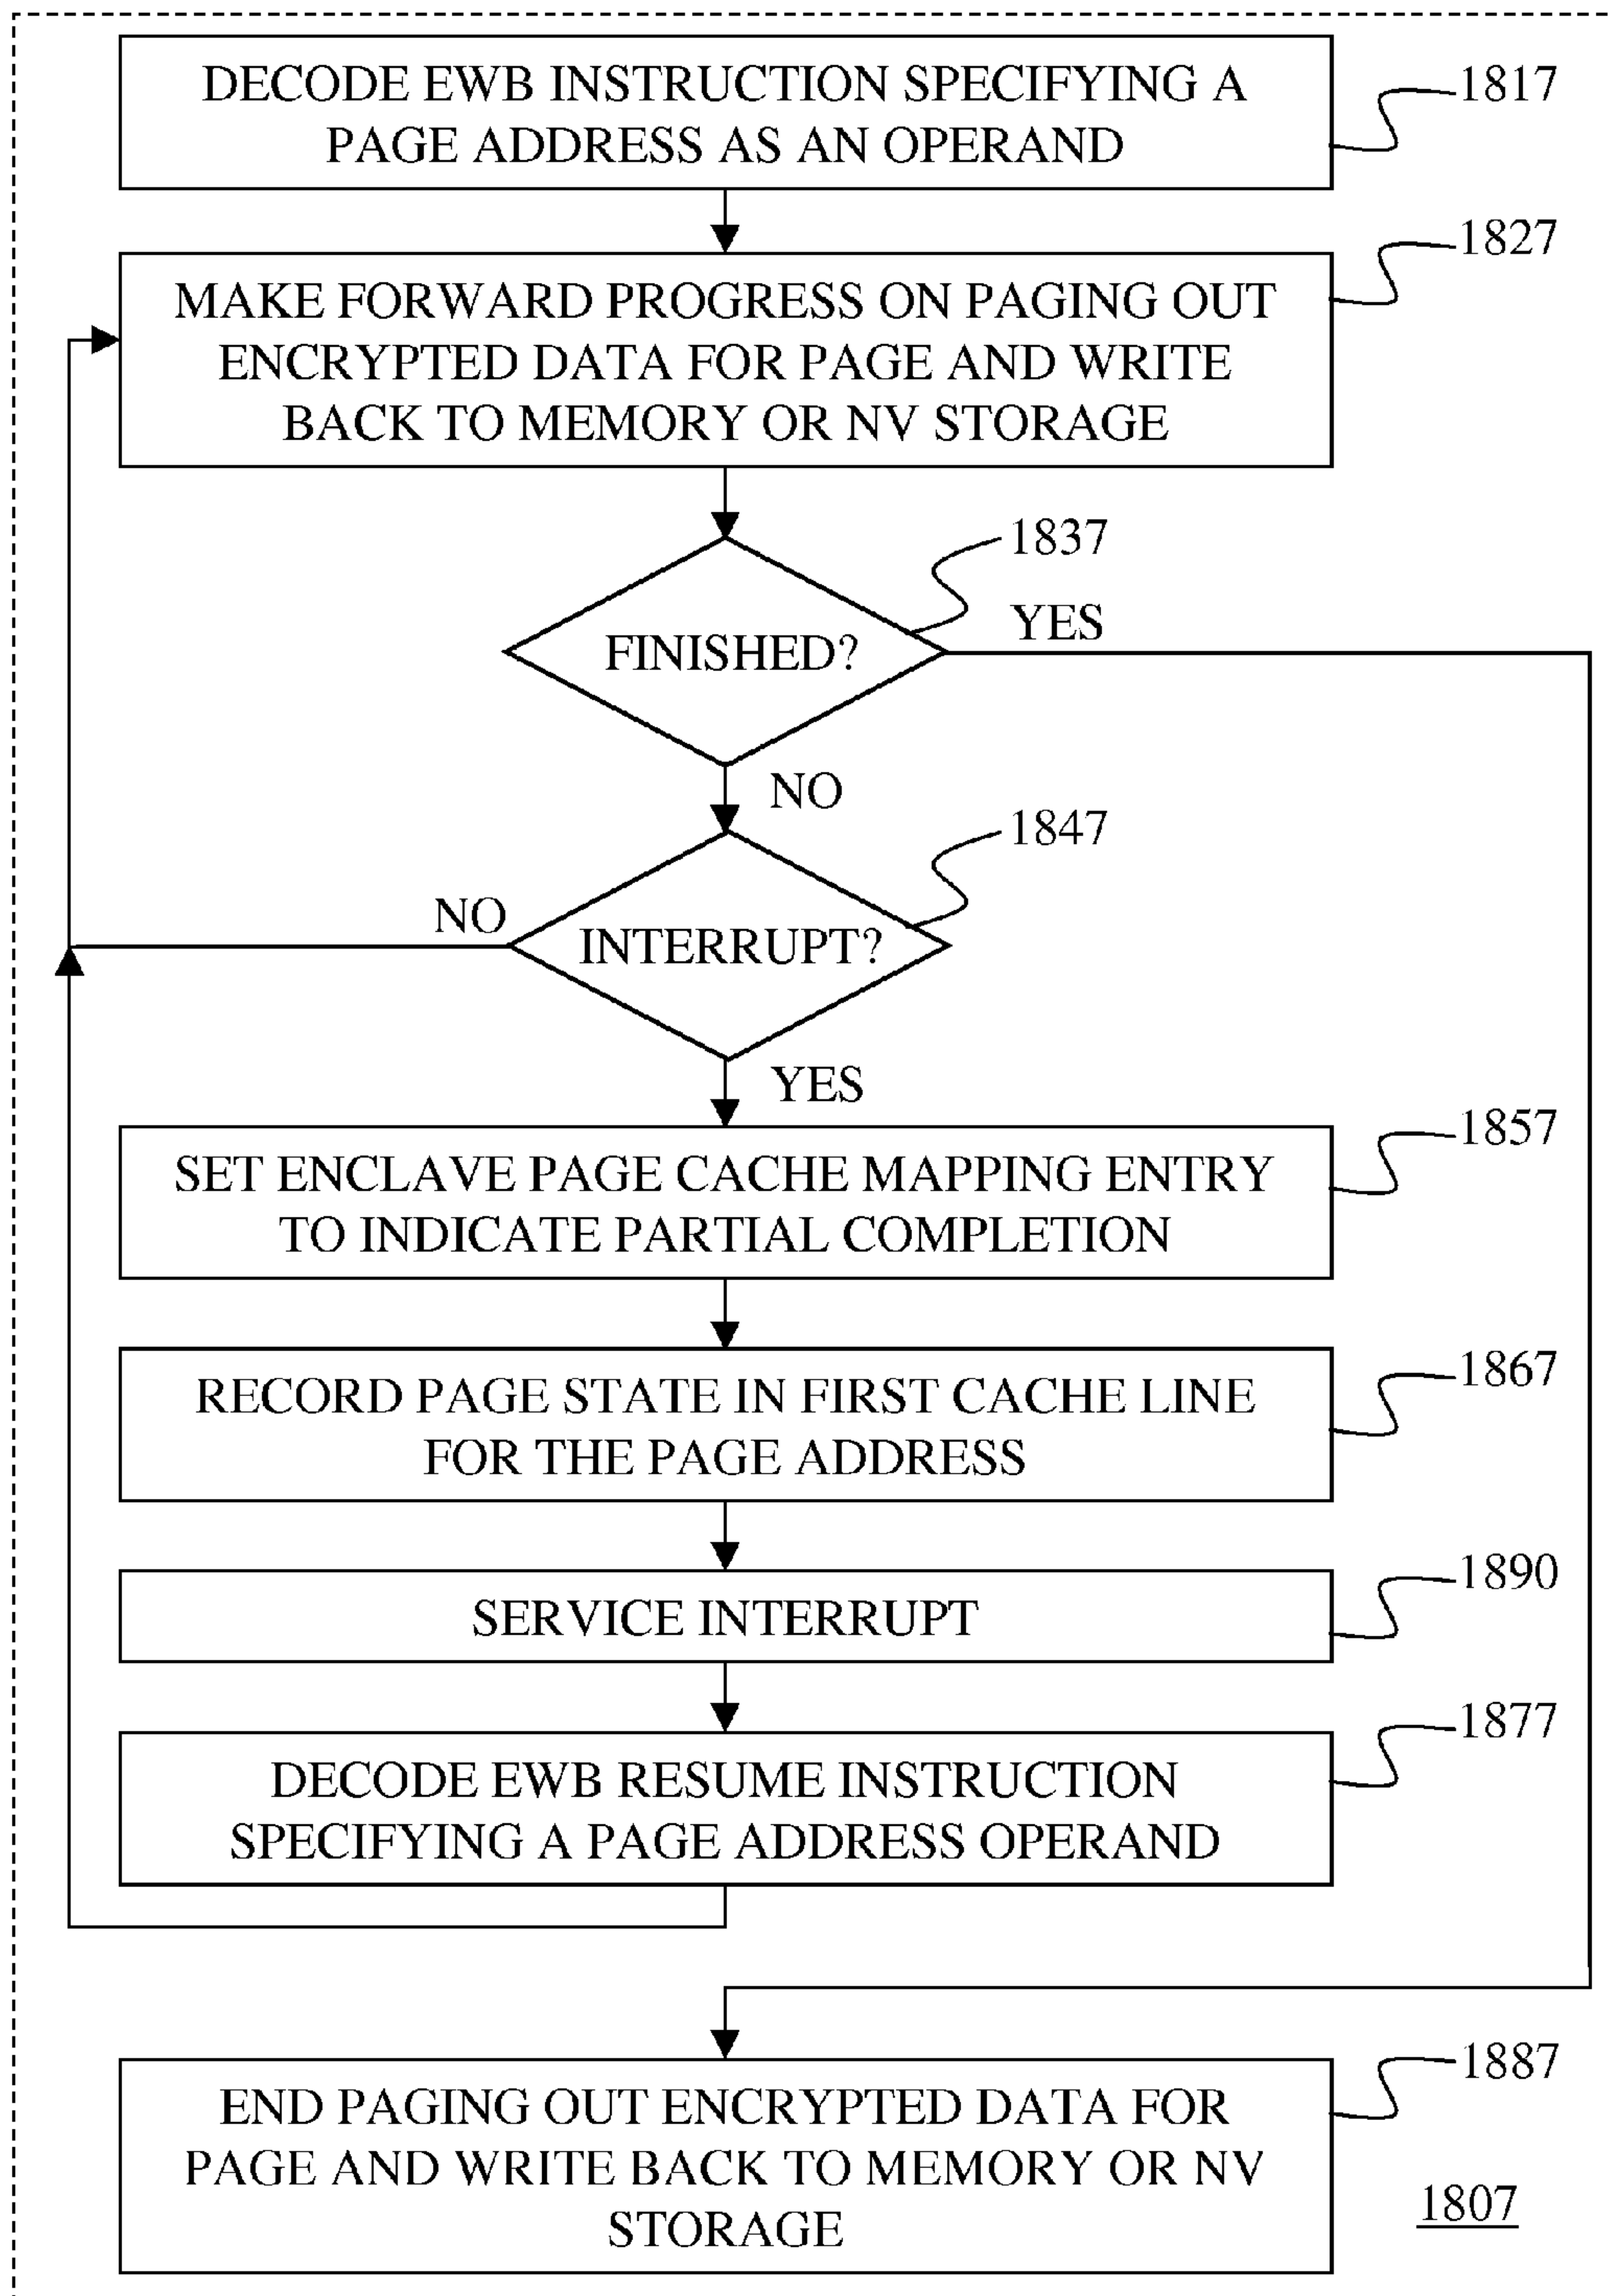 DECODE EWB INSTRUCTION SPECIFYING A
PAGE ADDRESS AS AN OPERAND
1817
1827
MAKE FORWARD PROGRESS ON PAGING OUT
ENCRYPTED DATA FOR PAGE AND WRITE
BACK TO MEMORY OR NV STORAGE
1837
YES
FINISHED?
NO
1847
NO
INTERRUPT?
YES
1857
SET ENCLAVE PAGE CACHE MAPPING ENTRY
TO INDICATE PARTIAL COMPLETION
1867
RECORD PAGE STATE IN FIRST CACHE LINE
FOR THE PAGE ADDRESS
1890
SERVICE INTERRUPT
1877
DECODE EWB RESUME INSTRUCTION
SPECIFYING A PAGE ADDRESS OPERAND
1887
END PAGING OUT ENCRYPTED DATA FOR
PAGE AND WRITE BACK TO MEMORY OR NV
STORAGE
1807